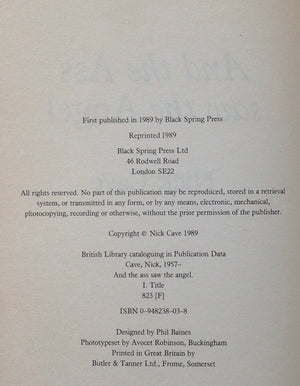 First published in 1989 by Black Spring Press
Reprinted 1989
Black Spring Press Ltd
46 Rodwell Road
London SE22
All rights reserved. No part of this publication may be reproduced, stored in a retrieval
system, or transmitted in any form, or by any means, electronic, mechanical,
photocopying, recording or otherwise, without the prior permission of the publisher.
Copyright © Nick Cave 1989
British Library cataloguing in Publication Data
Cave, Nick, 1957–
And the ass saw the angel.
I. Title
823 [F]
ISBN 0–948238–03–8
Designed by Phil Baines
Phototypeset by Avocet Robinson, Buckingham
Printed in Great Britain by
Butler & Tanner Ltd., Frome, Somerset